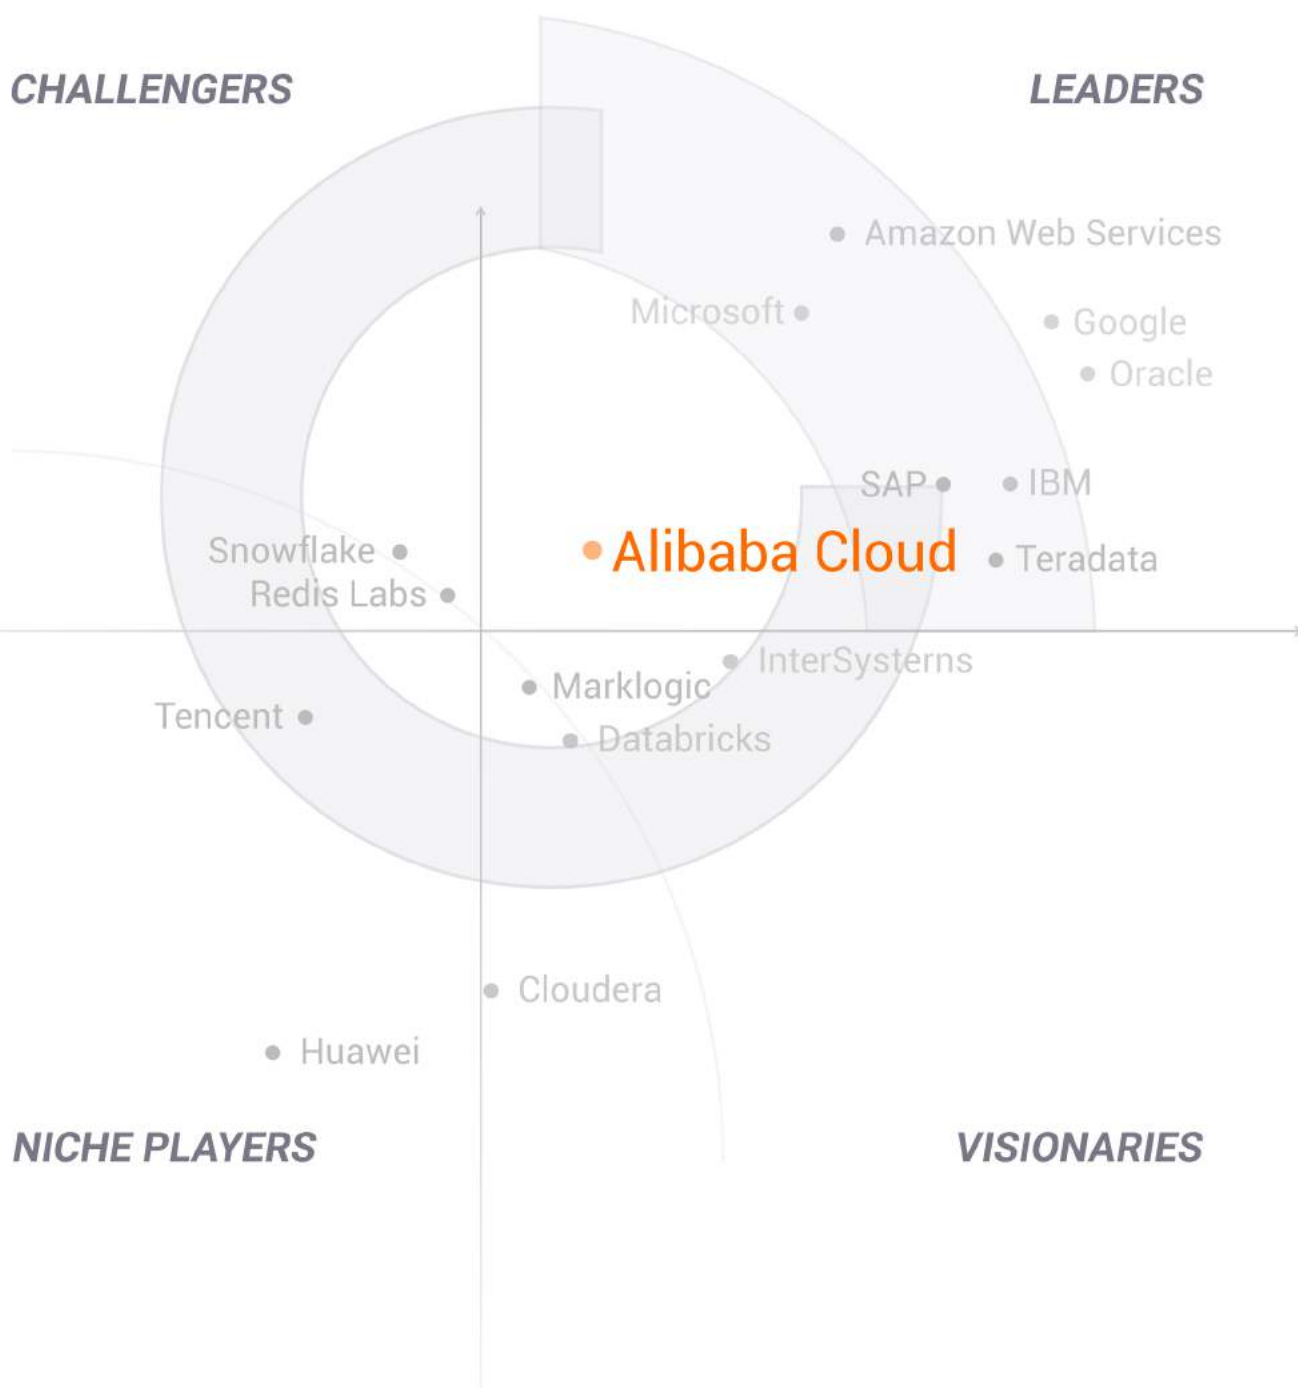 CHALLENGERS
LEADERS
Amazon Web Services
Microsoft
Google
Oracle
SAP
IBM
Snowflake
Alibaba Cloud
Teradata
Redis Labs
InterSysterns
Marklogic
Tencent
Databricks
Cloudera
Huawei
NICHE PLAYERS
VISIONARIES